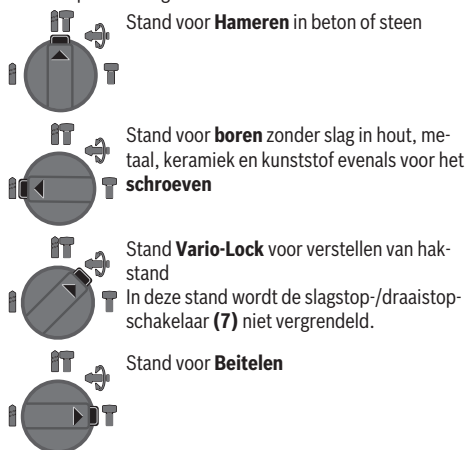 Stand voor Hameren in beton of steen
Stand voor boren zonder slag in hout, me-
taal, keramiek en kunststof evenals voor het
schroeven
Stand Vario-Lock voor verstellen van hak-
stand
In deze stand wordt de slagstop-/draaistop-
schakelaar (7) niet vergrendeld.
Stand voor Beitelen